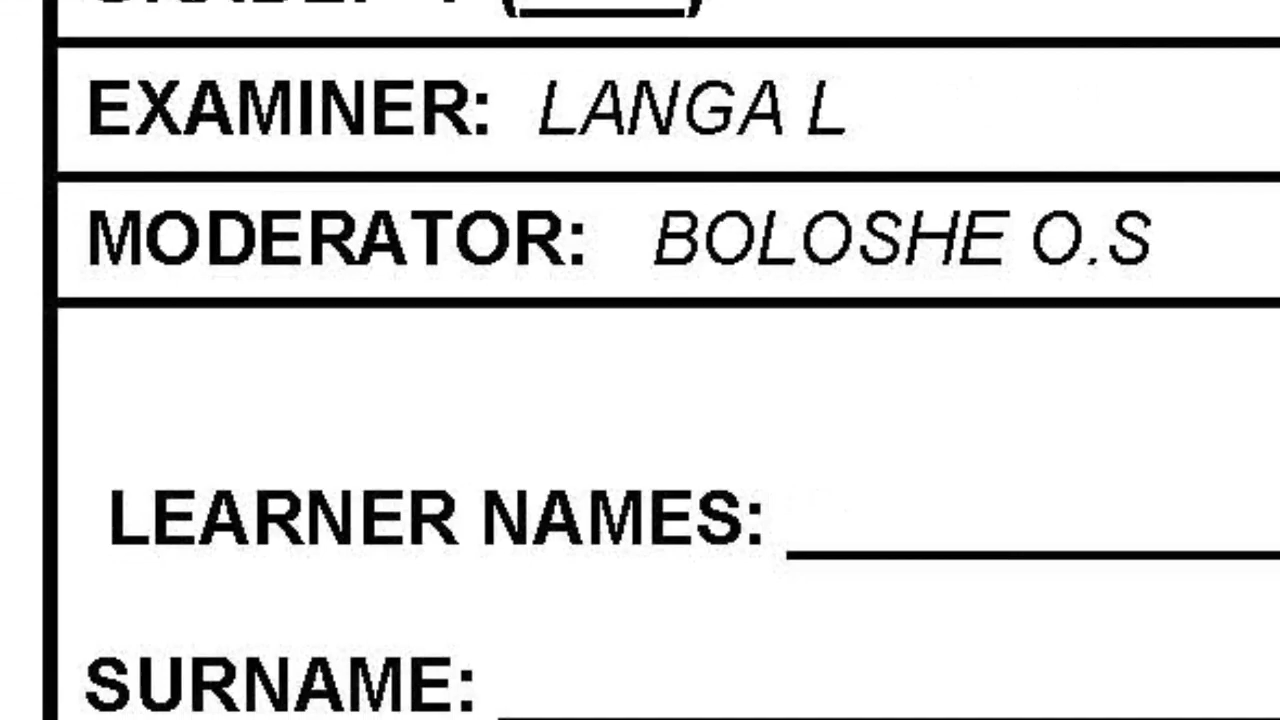 EXAMINER: LANGA L
MODERATOR: BOLOSHE O.S
LEARNER NAMES:
SURNAME: